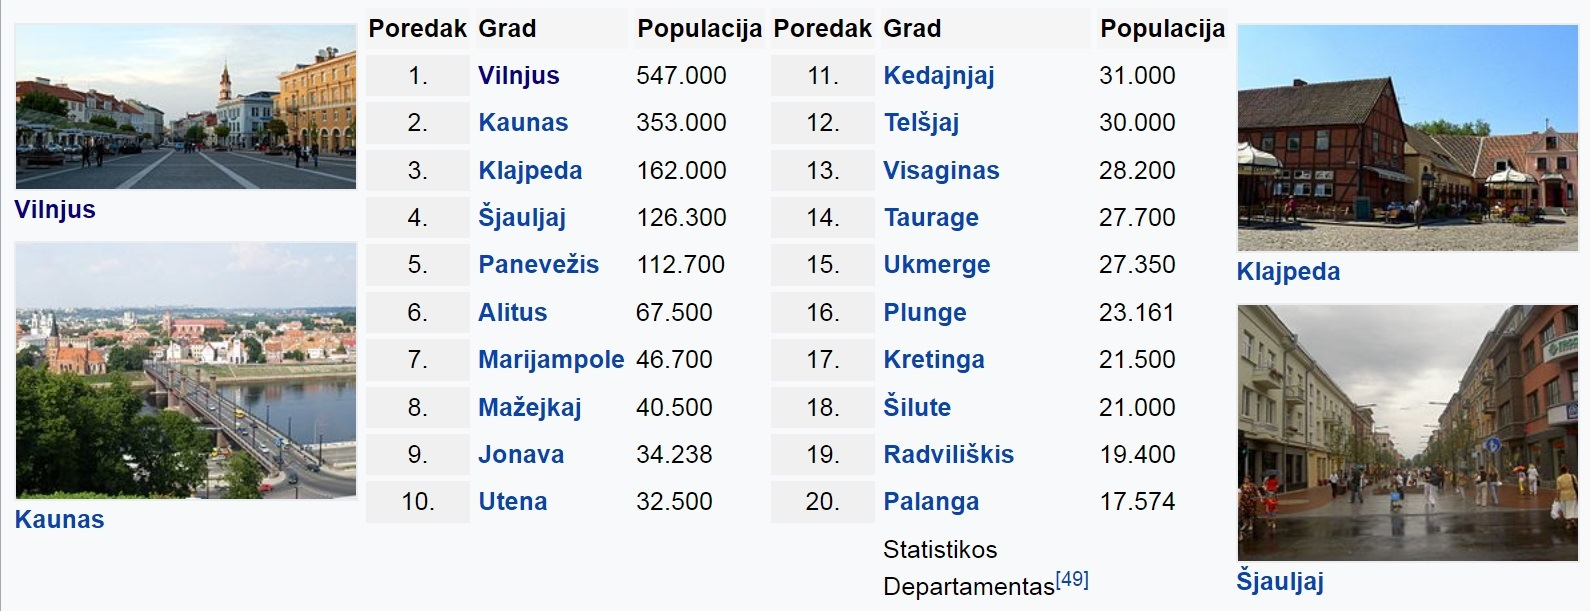 Poredak Grad Populacija Poredak Grad Populacija
1. Vilnjus 547.000 11. Kedajnjaj 31.000
2. Kaunas 353.000 12. Telšjaj 30.000
3. Klajpeda 162.000 13. Visaginas 28.200
4. Šjauljaj 126.300 14. Taurage 27.700
5. Panevežis 112.700 15. Ukmerge 27.350
6. Alitus 67.500 16. Plunge 23.161
7. Marijampole 46.700 17. Kretinga 21.500
8. Mažejkaj 40.500 18. Šilute 21.000
9. Jonava 34.238 19. Radviliškis 19.400
10. Utena 32.500 20. Palanga 17.574
Statistikos
Departamentas[49]
Vilnjus
Kaunas
Klajpeda
Šjauljaj